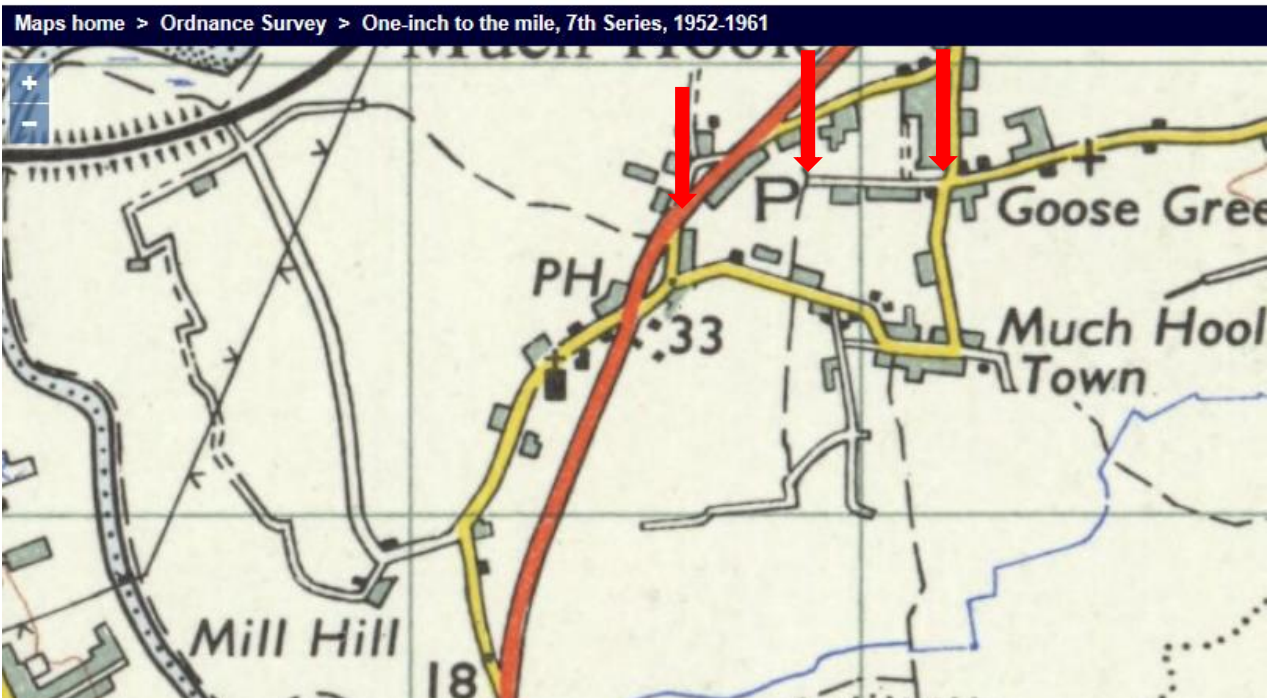 Maps home > Ordnance Survey > One-inch to the mile, 7th Series, 1952-1961
+
−
P
Goose Gree
PH
33
Much Hool
Town
Mill Hill
18